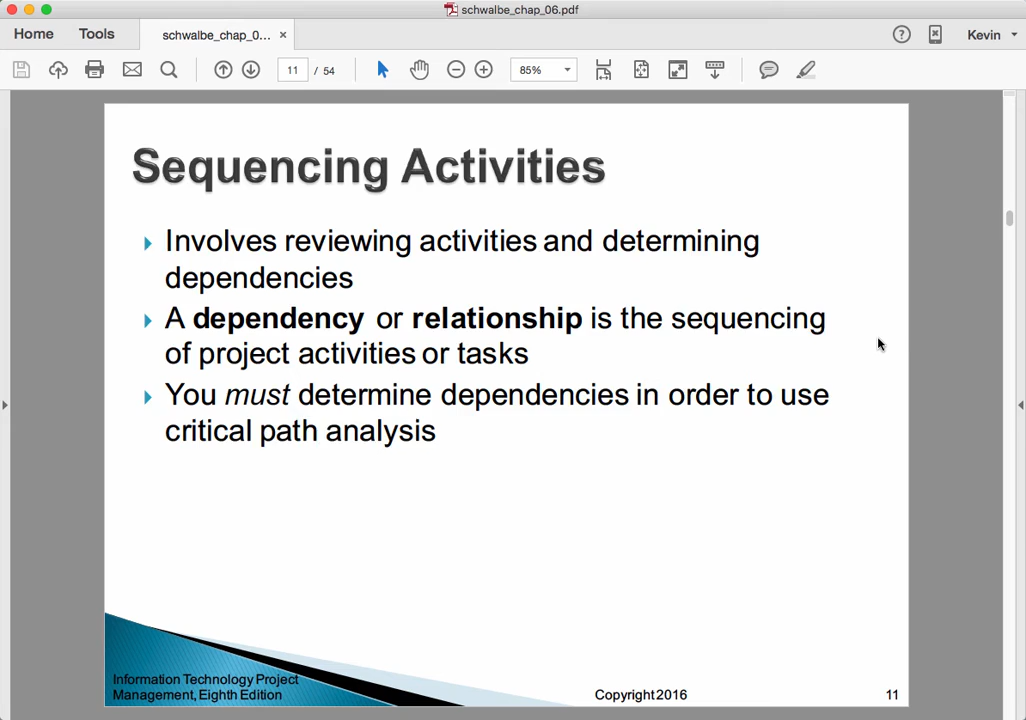 schwalbe_chap_06.pdf
Home Tools schwalbe_chap_0... × Kevin
11 / 54 85%
Sequencing Activities
Involves reviewing activities and determining
dependencies
A dependency or relationship is the sequencing
of project activities or tasks
You must determine dependencies in order to use
critical path analysis
Information Technology Project
Management, Eighth Edition Copyright 2016 11